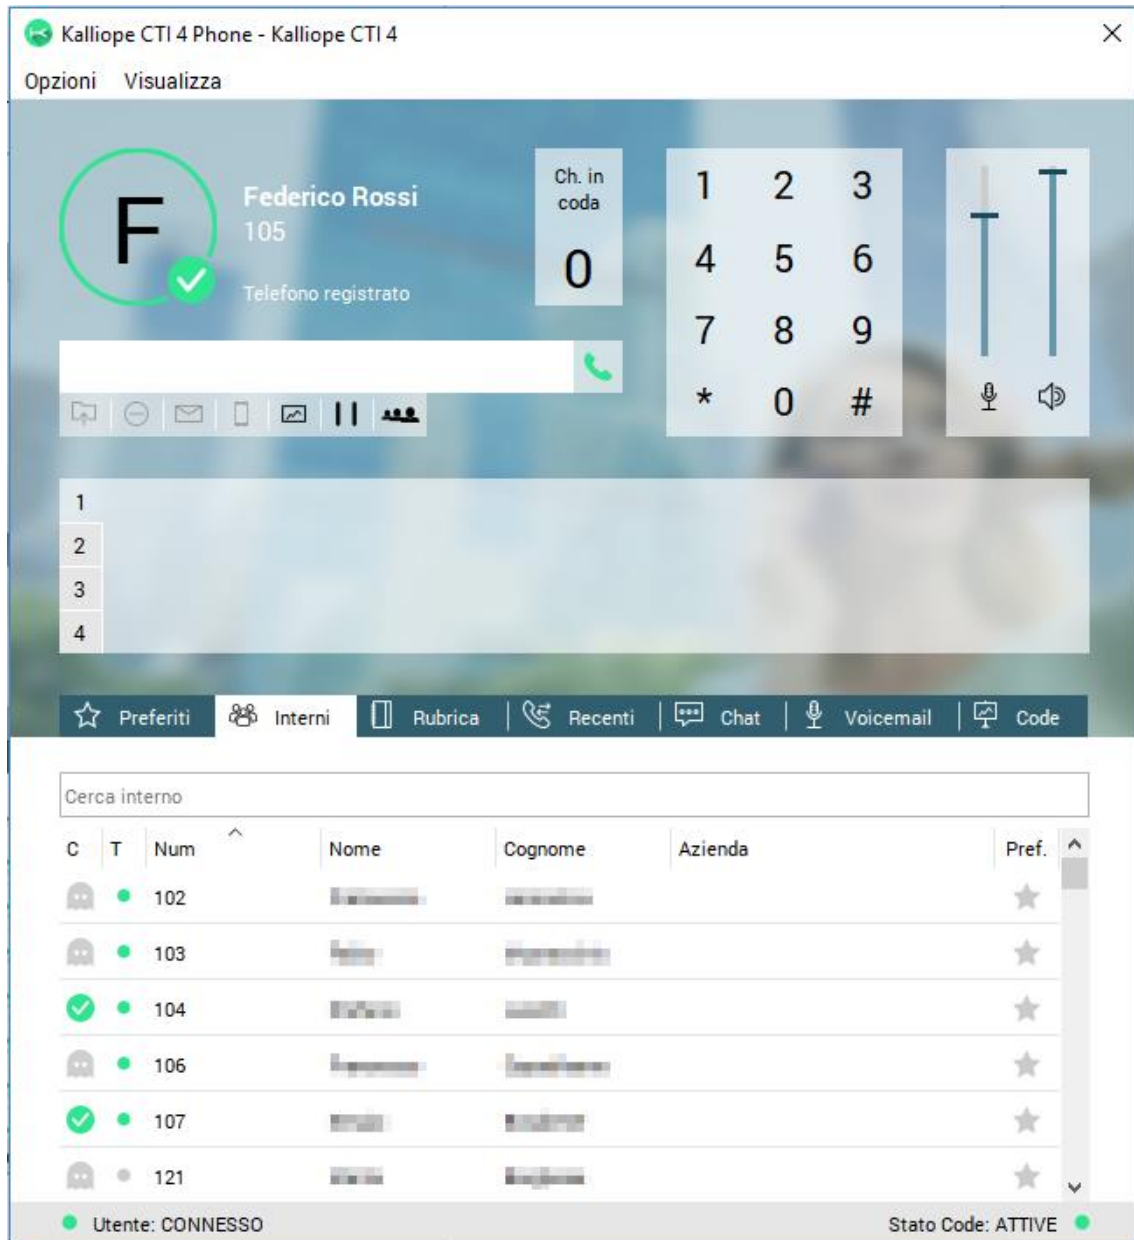 Kalliope CTI 4 Phone - Kalliope CTI 4
Opzioni Visualizza
F
Federico Rossi
105
Telefono registrato
Ch. in
coda
0
1 2 3
4 5 6
7 8 9
* 0 #
1
2
3
4
Preferiti Interni Rubrica Recenti Chat Voicemail Code
Cerca interno
C T Num Nome Cognome Azienda Pref.
102
103
104
106
107
121
Utente: CONNESSO Stato Code: ATTIVE